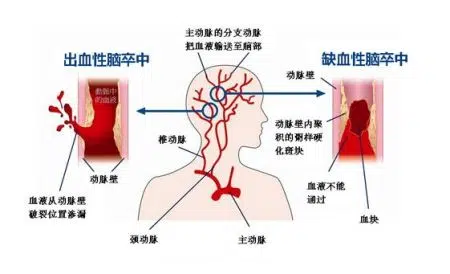 主动脉的分支动脉
把血液输送至脑部
出血性脑卒中
缺血性脑卒中
动脉中
的血液
动脉壁
血液从动脉壁
破裂位置渗漏
椎动脉
颈动脉
主动脉
动脉壁
动脉壁内聚
积的粥样硬
化斑块
血液不能
通过
血块